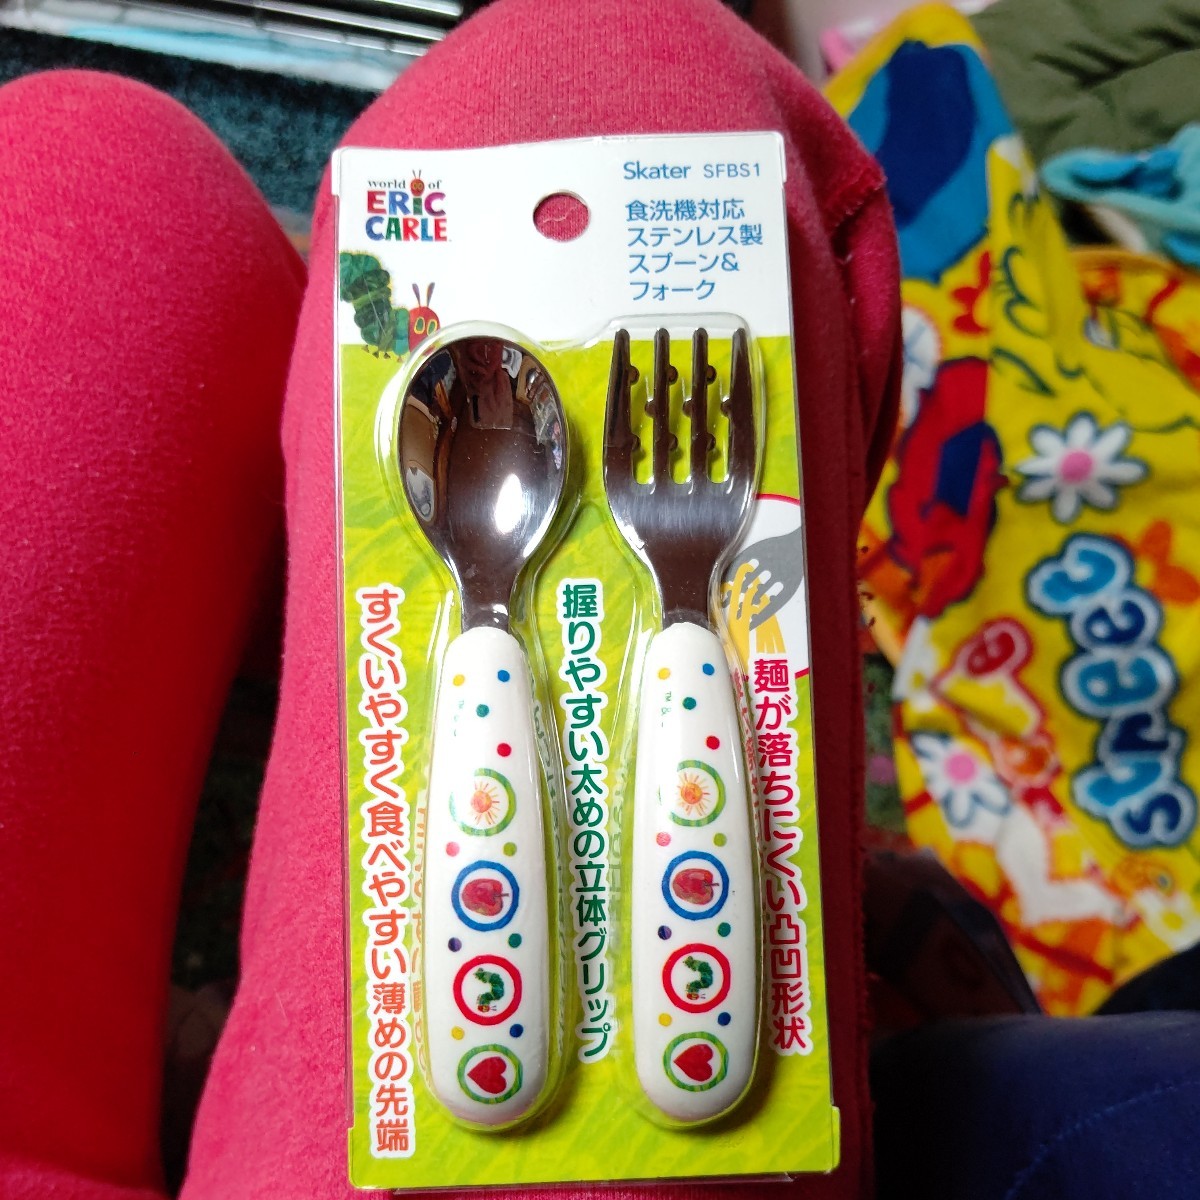 world of
ERIC
CARLE
Skater SFBS1
食洗機対応
ステンレス製
スプーン&
フォーク
すくいやすく食べやすい薄めの先端
握りやすい太めの立体グリップ
麺が落ちにくい凸凹形状
street